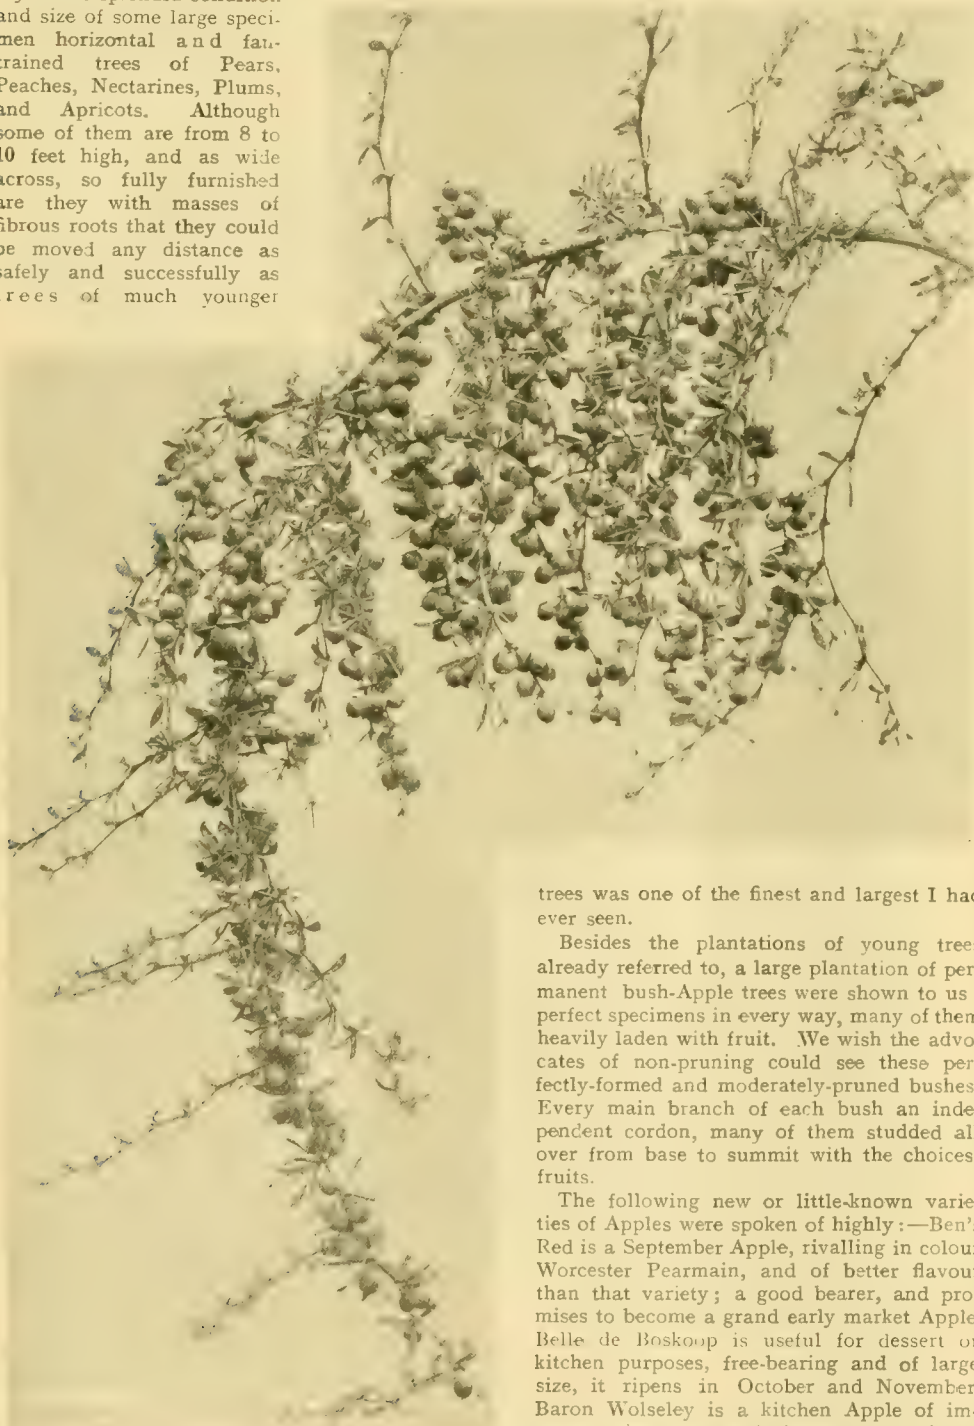 and size of some large speci-
men horizontal and fan-
trained trees of Pears,
Peaches, Nectarines, Plums,
and Apricots. Although
some of them are from 8 to
10 feet high, and as wide
across, so fully furnished
are they with masses of
fibrous roots that they could
be moved any distance as
safely and successfully as
trees of much younger
trees was one of the finest and largest I had
ever seen.
Besides the plantations of young tree
already referred to, a large plantation of per
manent bush-Apple trees were shown to us
perfect specimens in every way, many of them
heavily laden with fruit. We wish the advo
cates of non-pruning could see these per
fectly-formed and moderately-pruned bushes
Every main branch of each bush an inde
pendent cordon, many of them studded al
over from base to summit with the choices
fruits.
The following new or little-known varie
ties of Apples were spoken of highly:—Ben's
Red is a September Apple, rivalling in colour
Worcester Pearmain, and of better flavour
than that variety; a good bearer, and pro
mises to become a grand early market Apple
Belle de Boskoop is useful for dessert or
kitchen purposes, free-bearing and of large
size, it ripens in October and November
Baron Wolseley is a kitchen Apple of im